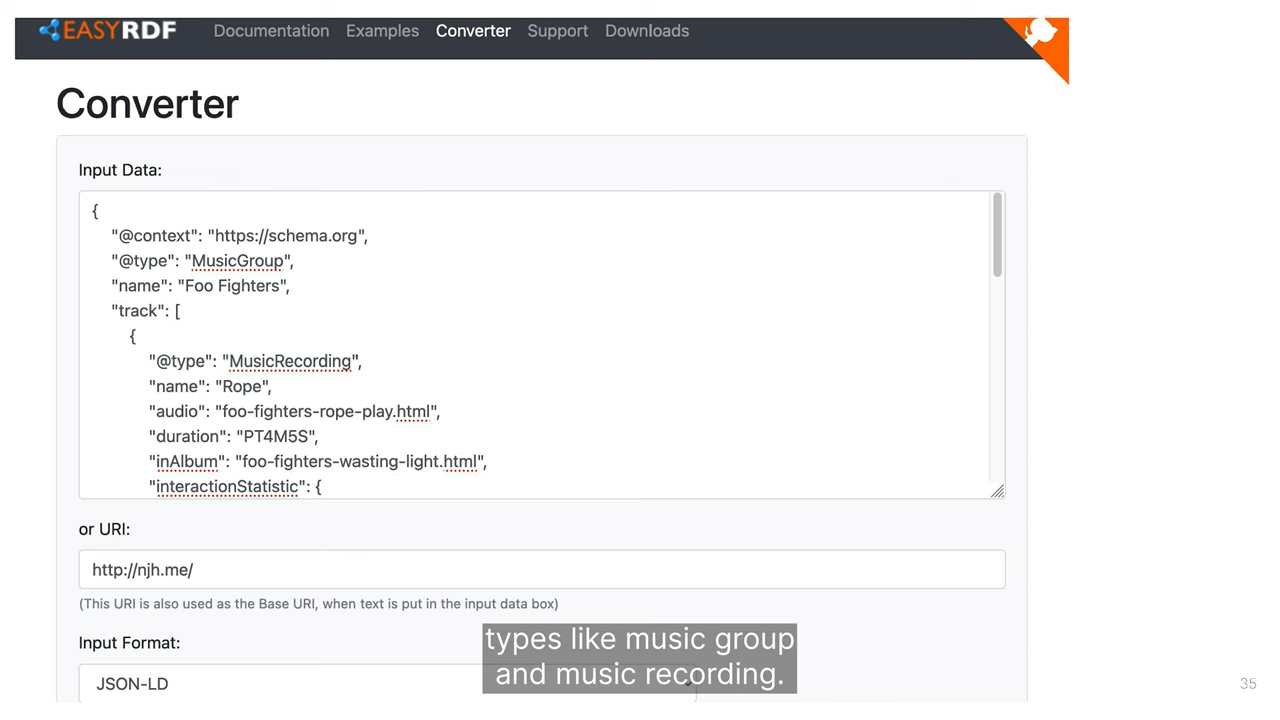 EASYRDF Documentation Examples Converter Support Downloads
Converter
Input Data:
{
"@context": "https://schema.org",
"@type": "MusicGroup",
"name": "Foo Fighters",
"track": [
{
"@type": "MusicRecording",
"name": "Rope",
"audio": "foo-fighters-rope-play.html",
"duration": "PT4M5S",
"inAlbum": "foo-fighters-wasting-light.html",
"interactionStatistic": {
or URI:
http://njh.me/
(This URI is also used as the Base URI, when text is put in the input data box)
Input Format:
JSON-LD
types like music group
and music recording.
35